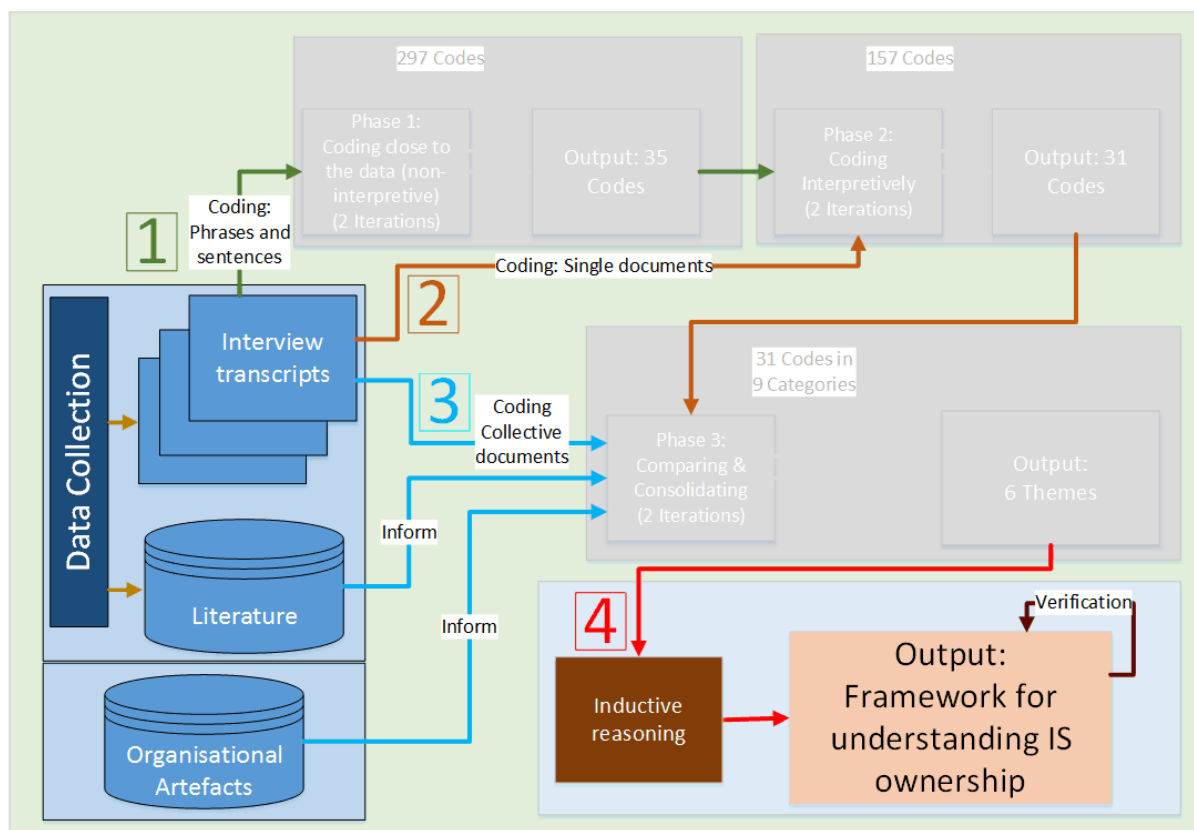 297 Codes
157 Codes
Phase 1:
Coding close to
the data (non-
interpretive)
(2 Iterations)
Output: 35
Codes
Phase 2:
Coding
Interpretively
(2 Iterations)
Output: 31
Codes
1
Coding:
Phrases and
sentences
2
Coding: Single documents
Data Collection
Interview
transcripts
3
Coding
Collective
documents
31 Codes in
9 Categories
Phase 3:
Comparing &
Consolidating
(2 Iterations)
Output:
6 Themes
Inform
Literature
Inform
Organisational
Artefacts
4
Verification
Inductive
reasoning
Output:
Framework for
understanding IS
ownership